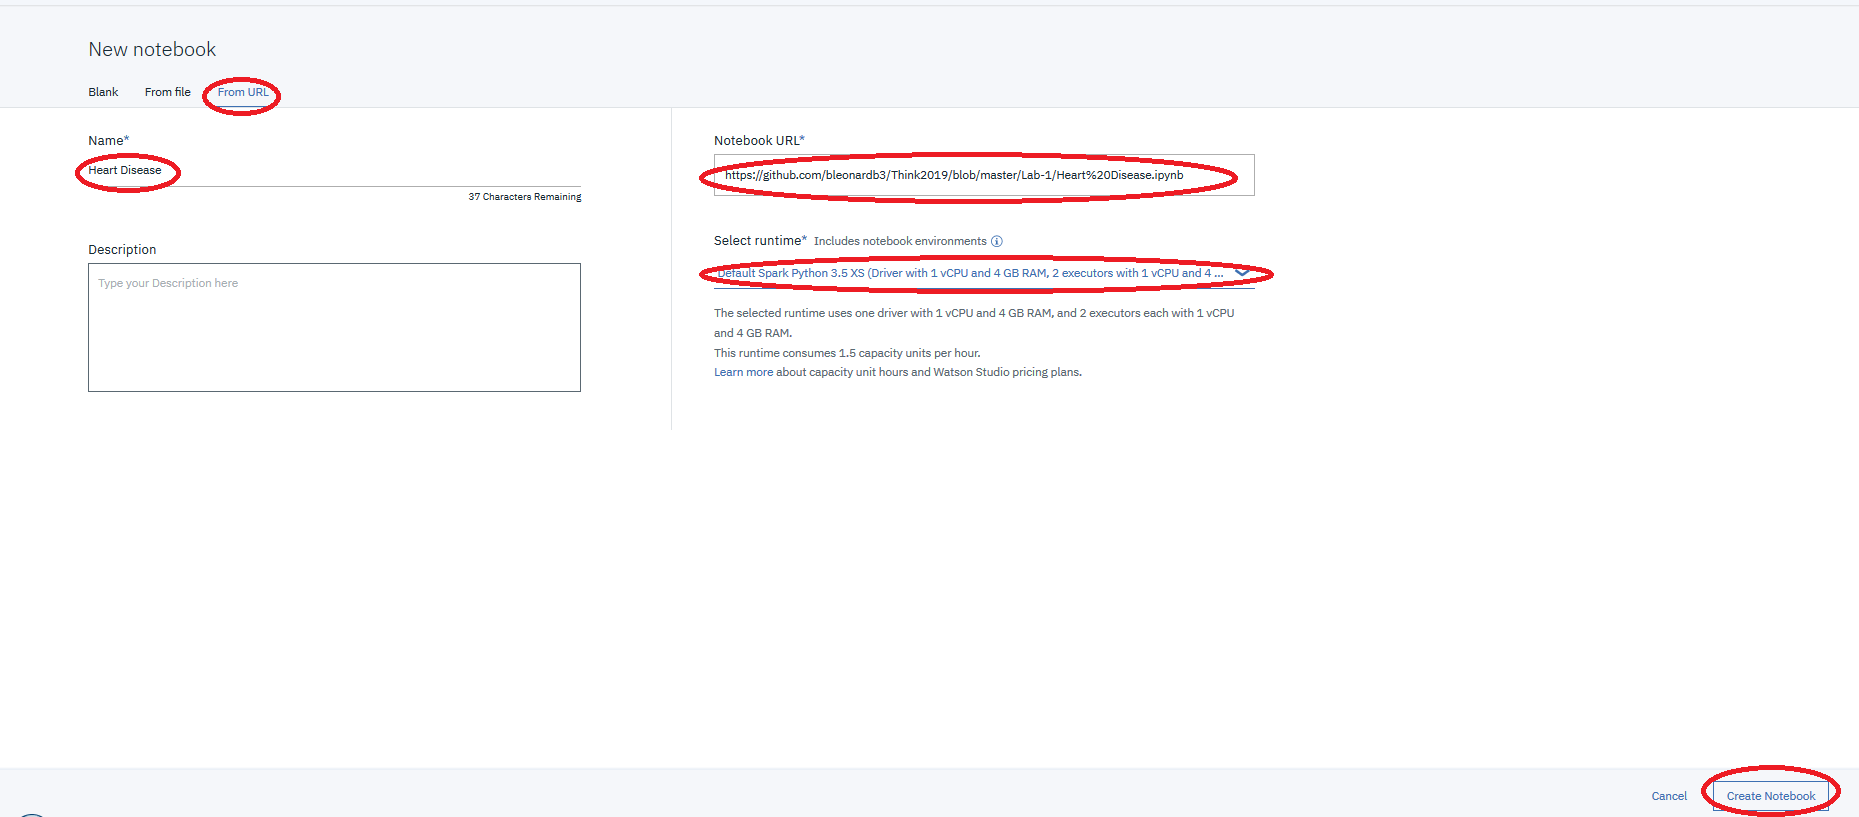 New notebook
Blank From file From URL
Name*
Heart Disease
37 Characters Remaining
Description
Type your Description here
Notebook URL*
https://github.com/bleonardb3/Think2019/blob/master/Lab-1/Heart%20Disease.ipynb
Select runtime* Includes notebook environments
Default Spark Python 3.5 XS (Driver with 1 vCPU and 4 GB RAM, 2 executors with 1 vCPU and 4 ...
The selected runtime uses one driver with 1 vCPU and 4 GB RAM, and 2 executors each with 1 vCPU
and 4 GB RAM.
This runtime consumes 1.5 capacity units per hour.
Learn more about capacity unit hours and Watson Studio pricing plans.
Cancel Create Notebook